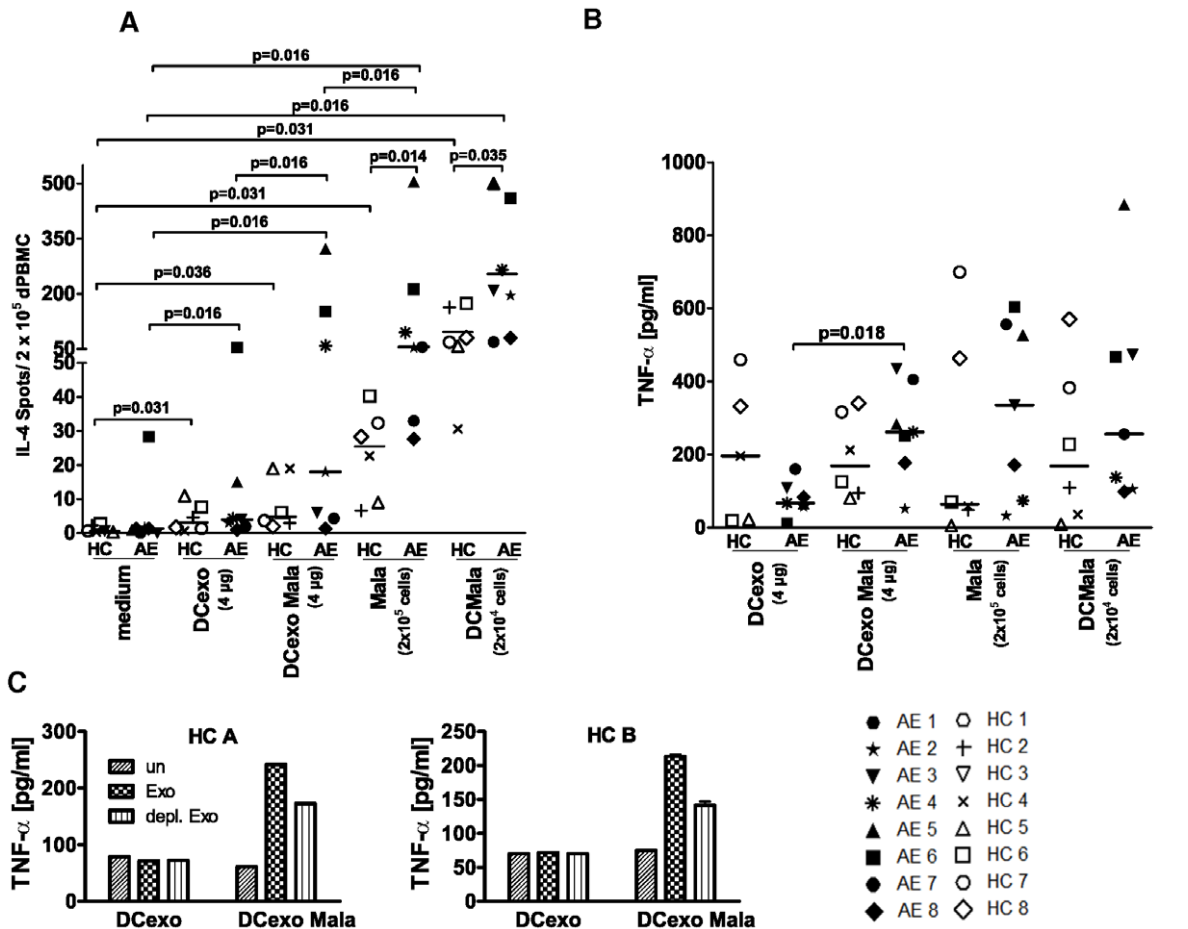 A
B
p=0.016
p=0.016
p=0.016
p=0.031
p=0.014
p=0.035
p=0.016
p=0.031
p=0.016
p=0.036
p=0.016
p=0.031
IL-4 Spots/ 2 x 10⁵ dPBMC
500
350
200
50
50
40
30
20
10
0
HC AE HC AE HC AE HC AE HC AE
medium
DCexo
(4 µg)
DCexo Mala
(4 µg)
Mala
(2x10⁵ cells)
DCMala
(2x10⁴ cells)
TNF-α [pg/ml]
1000
800
600
400
200
0
p=0.018
HC AE HC AE HC AE HC AE
DCexo
(4 µg)
DCexo Mala
(4 µg)
Mala
(2x10⁵ cells)
DCMala
(2x10⁴ cells)
C
TNF-α [pg/ml]
300
200
100
0
HC A
un
Exo
depl. Exo
DCexo DCexo Mala
TNF-α [pg/ml]
250
200
150
100
50
0
HC B
DCexo DCexo Mala
AE 1 HC 1
AE 2 HC 2
AE 3 HC 3
AE 4 HC 4
AE 5 HC 5
AE 6 HC 6
AE 7 HC 7
AE 8 HC 8